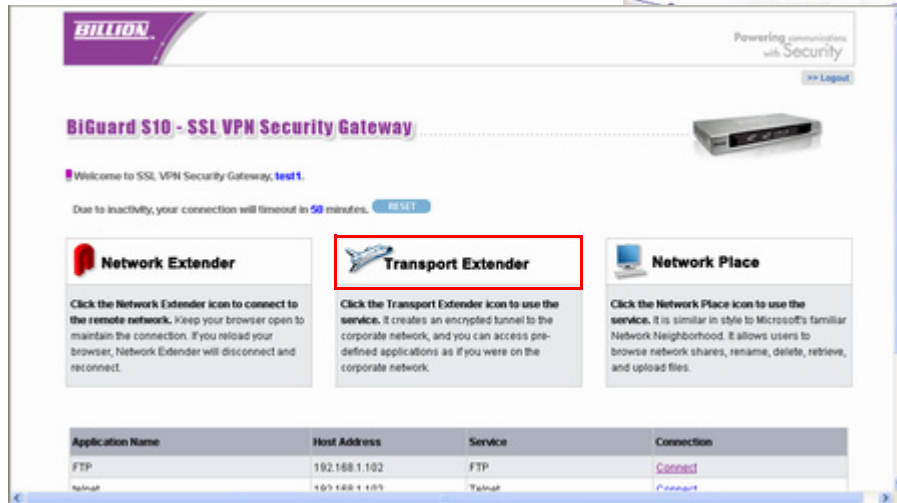 BILLION
Powering communications
with Security
>> Logout
BiGuard S10 - SSL VPN Security Gateway
Welcome to SSL VPN Security Gateway, test1.
Due to inactivity, your connection will timeout in 50 minutes. RESET
Network Extender
Click the Network Extender icon to connect to
the remote network. Keep your browser open to
maintain the connection. If you reload your
browser, Network Extender will disconnect and
reconnect.
Transport Extender
Click the Transport Extender icon to use the
service. It creates an encrypted tunnel to the
corporate network, and you can access pre-
defined applications as if you were on the
corporate network.
Network Place
Click the Network Place icon to use the
service. It is similar in style to Microsoft's familiar
Network Neighborhood. It allows users to
browse network shares, rename, delete, retrieve,
and upload files.
Application Name Host Address Service Connection
FTP 192.168.1.102 FTP Connect
Telnet 192.168.1.102 Telnet Connect